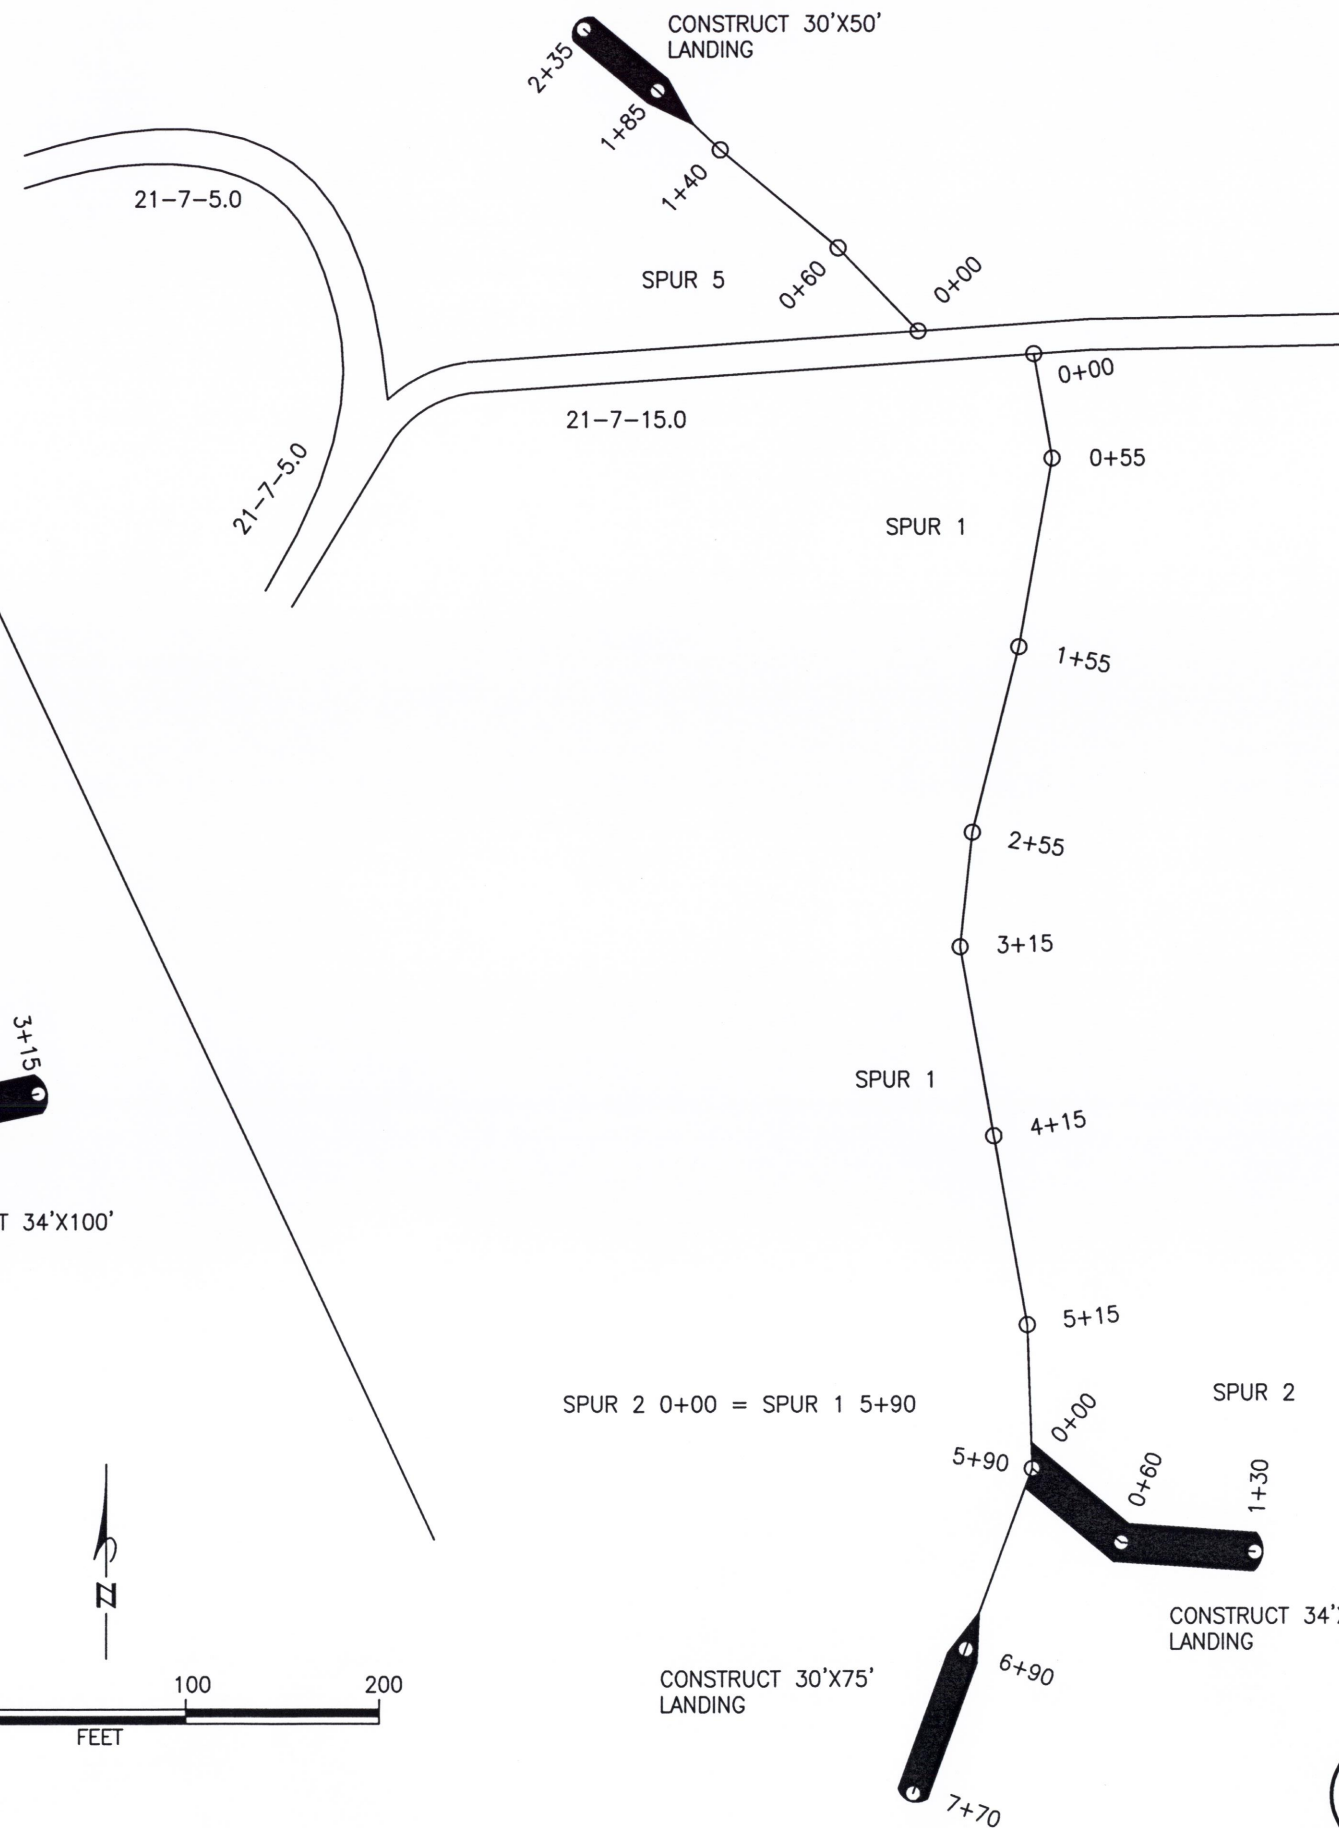 CONSTRUCT 30'X50'
LANDING
2+35
1+85
1+40
0+60
0+00
SPUR 5
21-7-5.0
21-7-5.0
21-7-15.0
0+00
0+55
SPUR 1
1+55
2+55
3+15
SPUR 1
4+15
5+15
3+15
34'X100'
SPUR 2 0+00 = SPUR 1 5+90
SPUR 2
0+00
5+90
0+60
1+30
CONSTRUCT
LANDING
CONSTRUCT 30'X75'
LANDING
6+90
7+70
N
100
200
FEET